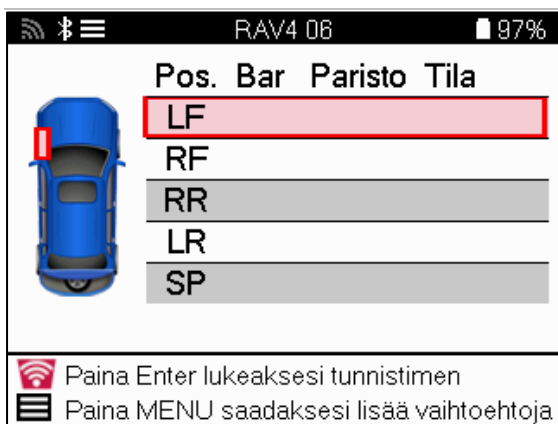 RAV4 06 97%
Pos. Bar Paristo Tila
LF
RF
RR
LR
SP
Paina Enter lukeaksesi tunnistimen
Paina MENU saadaksesi lisää vaihtoehtoja